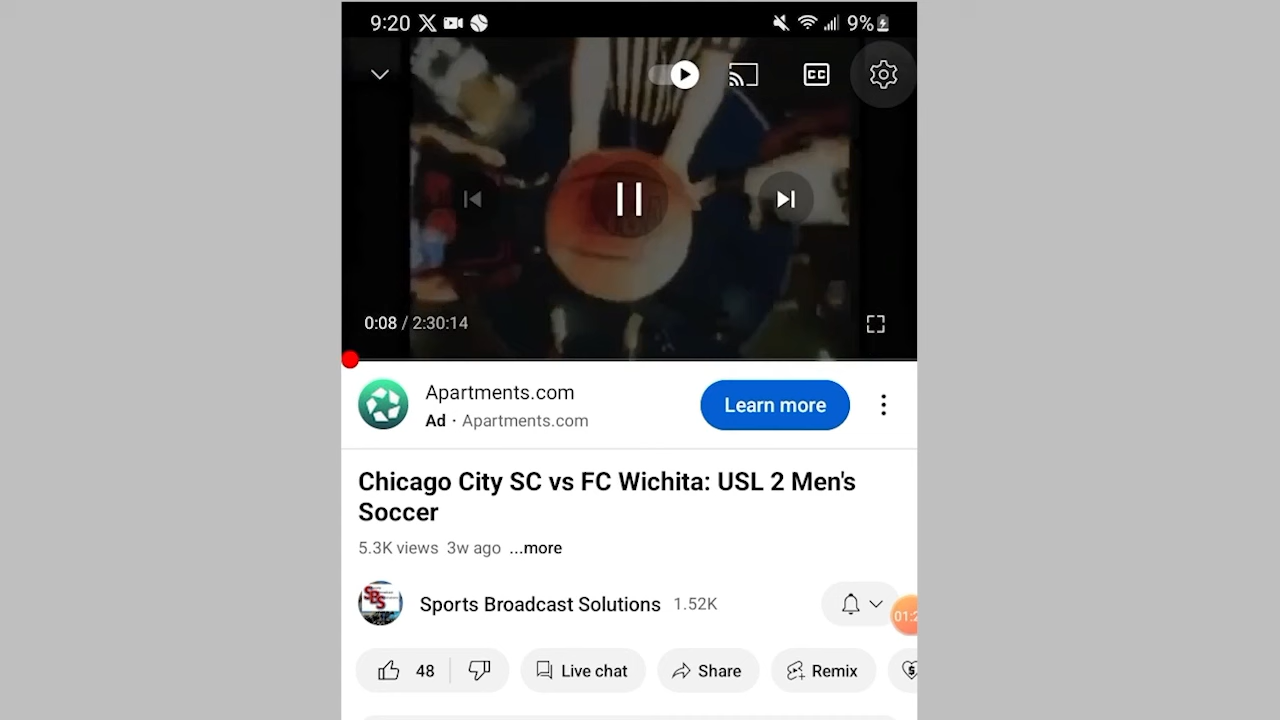 9:20 9%
CC
0:08 / 2:30:14
Apartments.com
Ad · Apartments.com
Learn more
Chicago City SC vs FC Wichita: USL 2 Men's
Soccer
5.3K views 3w ago ...more
SBS
Sports Broadcast Solutions 1.52K
48
Live chat
Share
Remix